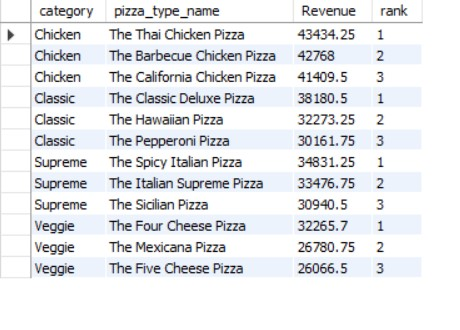 category pizza_type_name Revenue rank
Chicken The Thai Chicken Pizza 43434.25 1
Chicken The Barbecue Chicken Pizza 42768 2
Chicken The California Chicken Pizza 41409.5 3
Classic The Classic Deluxe Pizza 38180.5 1
Classic The Hawaiian Pizza 32273.25 2
Classic The Pepperoni Pizza 30161.75 3
Supreme The Spicy Italian Pizza 34831.25 1
Supreme The Italian Supreme Pizza 33476.75 2
Supreme The Sicilian Pizza 30940.5 3
Veggie The Four Cheese Pizza 32265.7 1
Veggie The Mexicana Pizza 26780.75 2
Veggie The Five Cheese Pizza 26066.5 3